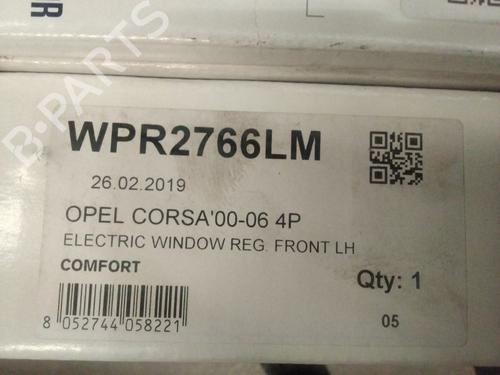 R
L
B-PARTS
WPR2766LM
26.02.2019
OPEL CORSA'00-06 4P
ELECTRIC WINDOW REG. FRONT LH
COMFORT
Qty: 1
8 052744 058221
05